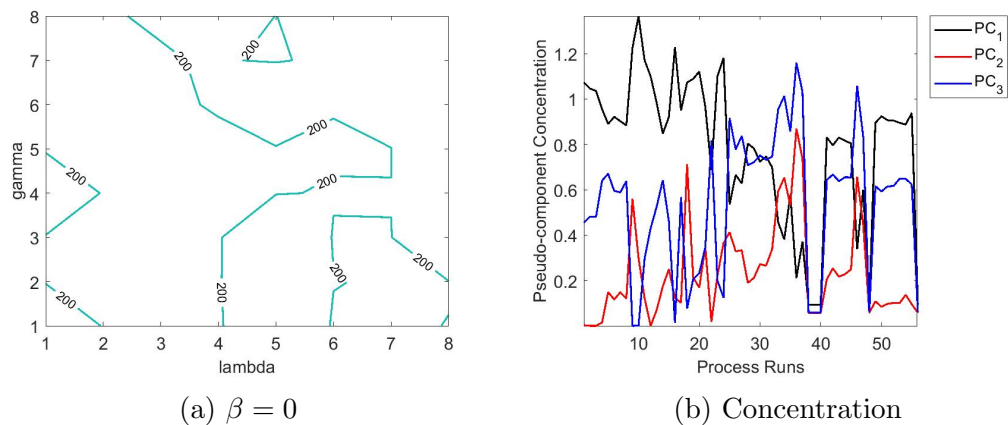 8
7
6
5
4
3
2
1
gamma
200
200
200
200
200
200
200
200
200
1 2 3 4 5 6 7 8
lambda
(a) β = 0
1.2
1
0.8
0.6
0.4
0.2
Pseudo-component Concentration
10 20 30 40 50
Process Runs
PC₁
PC₂
PC₃
(b) Concentration